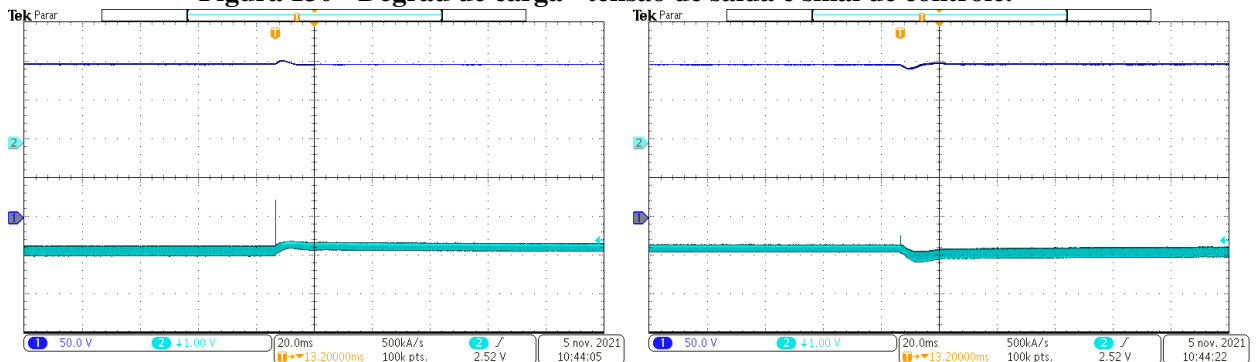 Figura 130 - Degrau de carga - tensão de saída e sinal de controle.
Tek Parar
T
T
2
1
1 50.0 V 2 ↓1.00 V 20.0ms 500kA/s 2 ∫ 5 nov. 2021
T→▼13.20000ms 100k pts. 2.52 V 10:44:05
Tek Parar
T
T
2
1
1 50.0 V 2 ↓1.00 V 20.0ms 500kA/s 2 ∫ 5 nov. 2021
T→▼13.20000ms 100k pts. 2.52 V 10:44:22